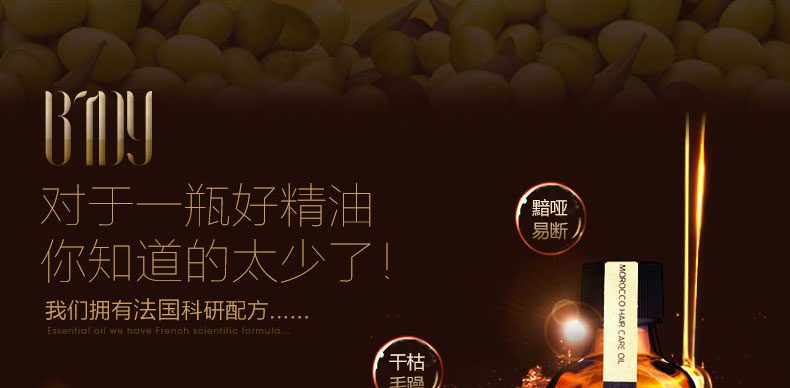 对于一瓶好精油
你知道的太少了!
我们拥有法国科研配方......
Essential oil we have French scientific formula...
黯哑
易断
干枯
毛躁
MOROCCO HAIR CARE OIL